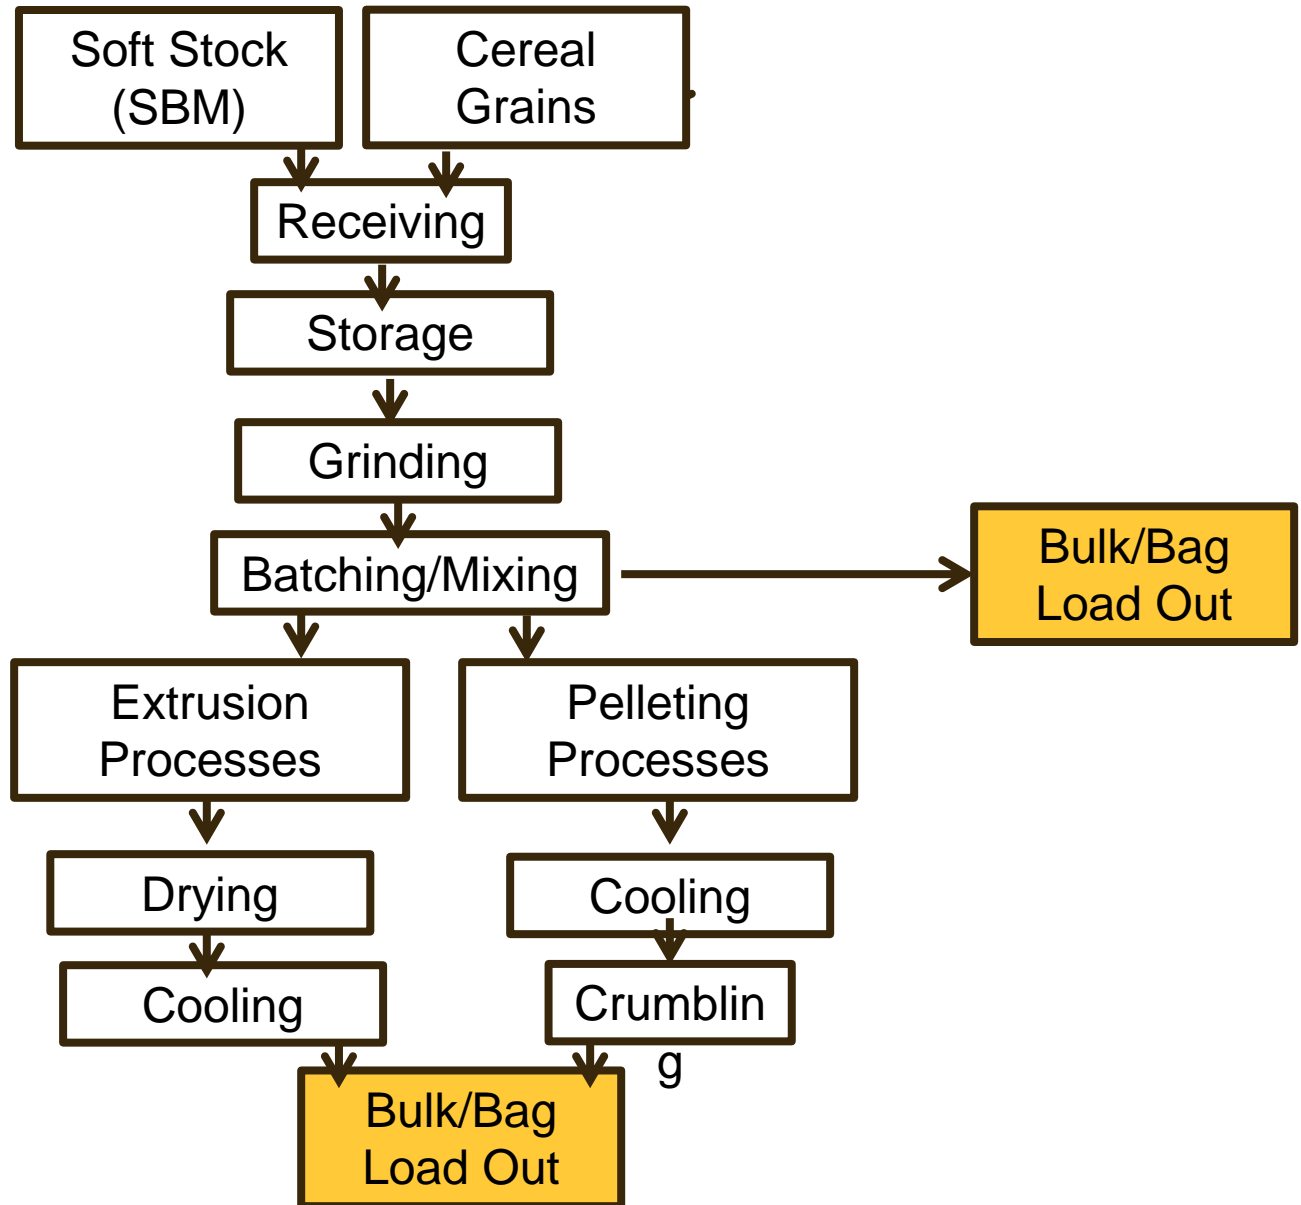 Soft Stock
(SBM)
Cereal
Grains
Receiving
Storage
Grinding
Batching/Mixing
Bulk/Bag
Load Out
Extrusion
Processes
Pelleting
Processes
Drying
Cooling
Cooling
Crumblin
g
Bulk/Bag
Load Out